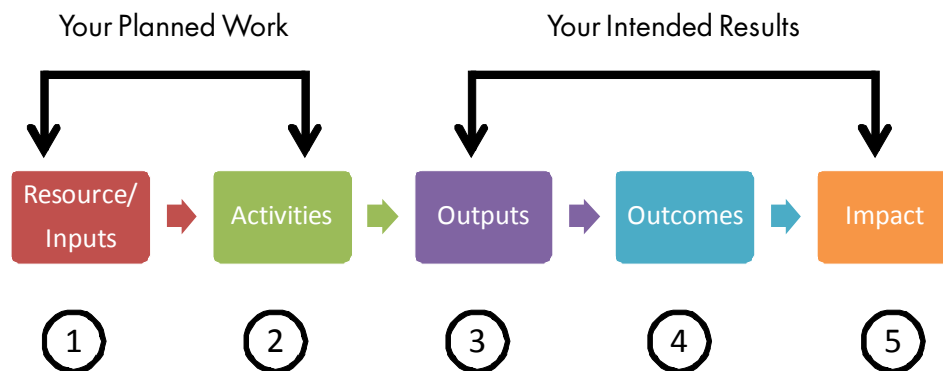 Your Planned Work
Your Intended Results
Resource/
Inputs
Activities
Outputs
Outcomes
Impact
1
2
3
4
5